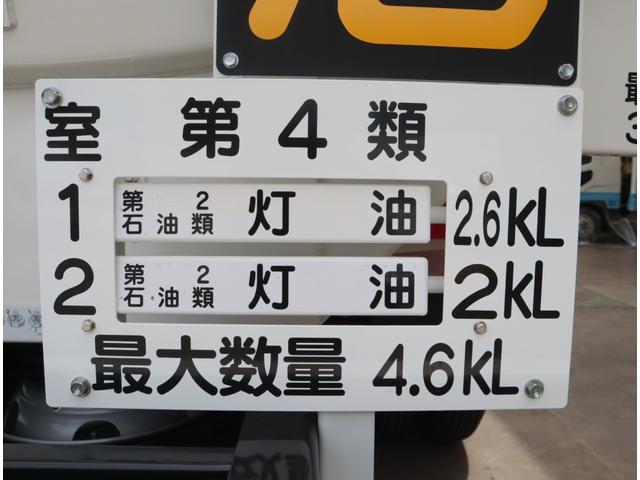 室 第4類
1 第2石油類 灯油 2.6kL
2 第2石油類 灯油 2kL
最大数量 4.6kL